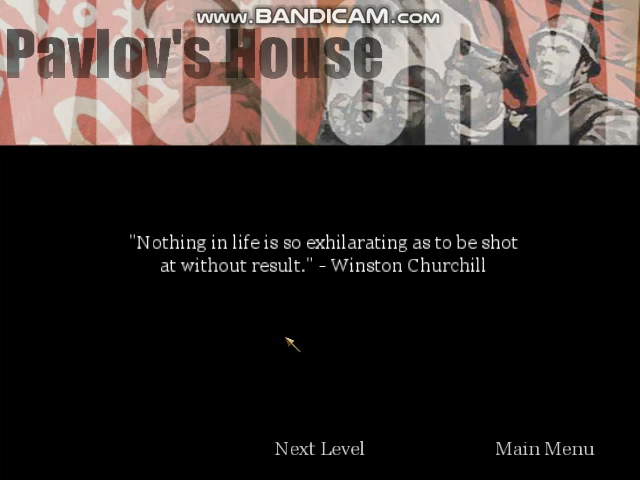 www.BANDICAM.com
VICTORY!
Pavlov's House
"Nothing in life is so exhilarating as to be shot
at without result." - Winston Churchill
Next Level
Main Menu